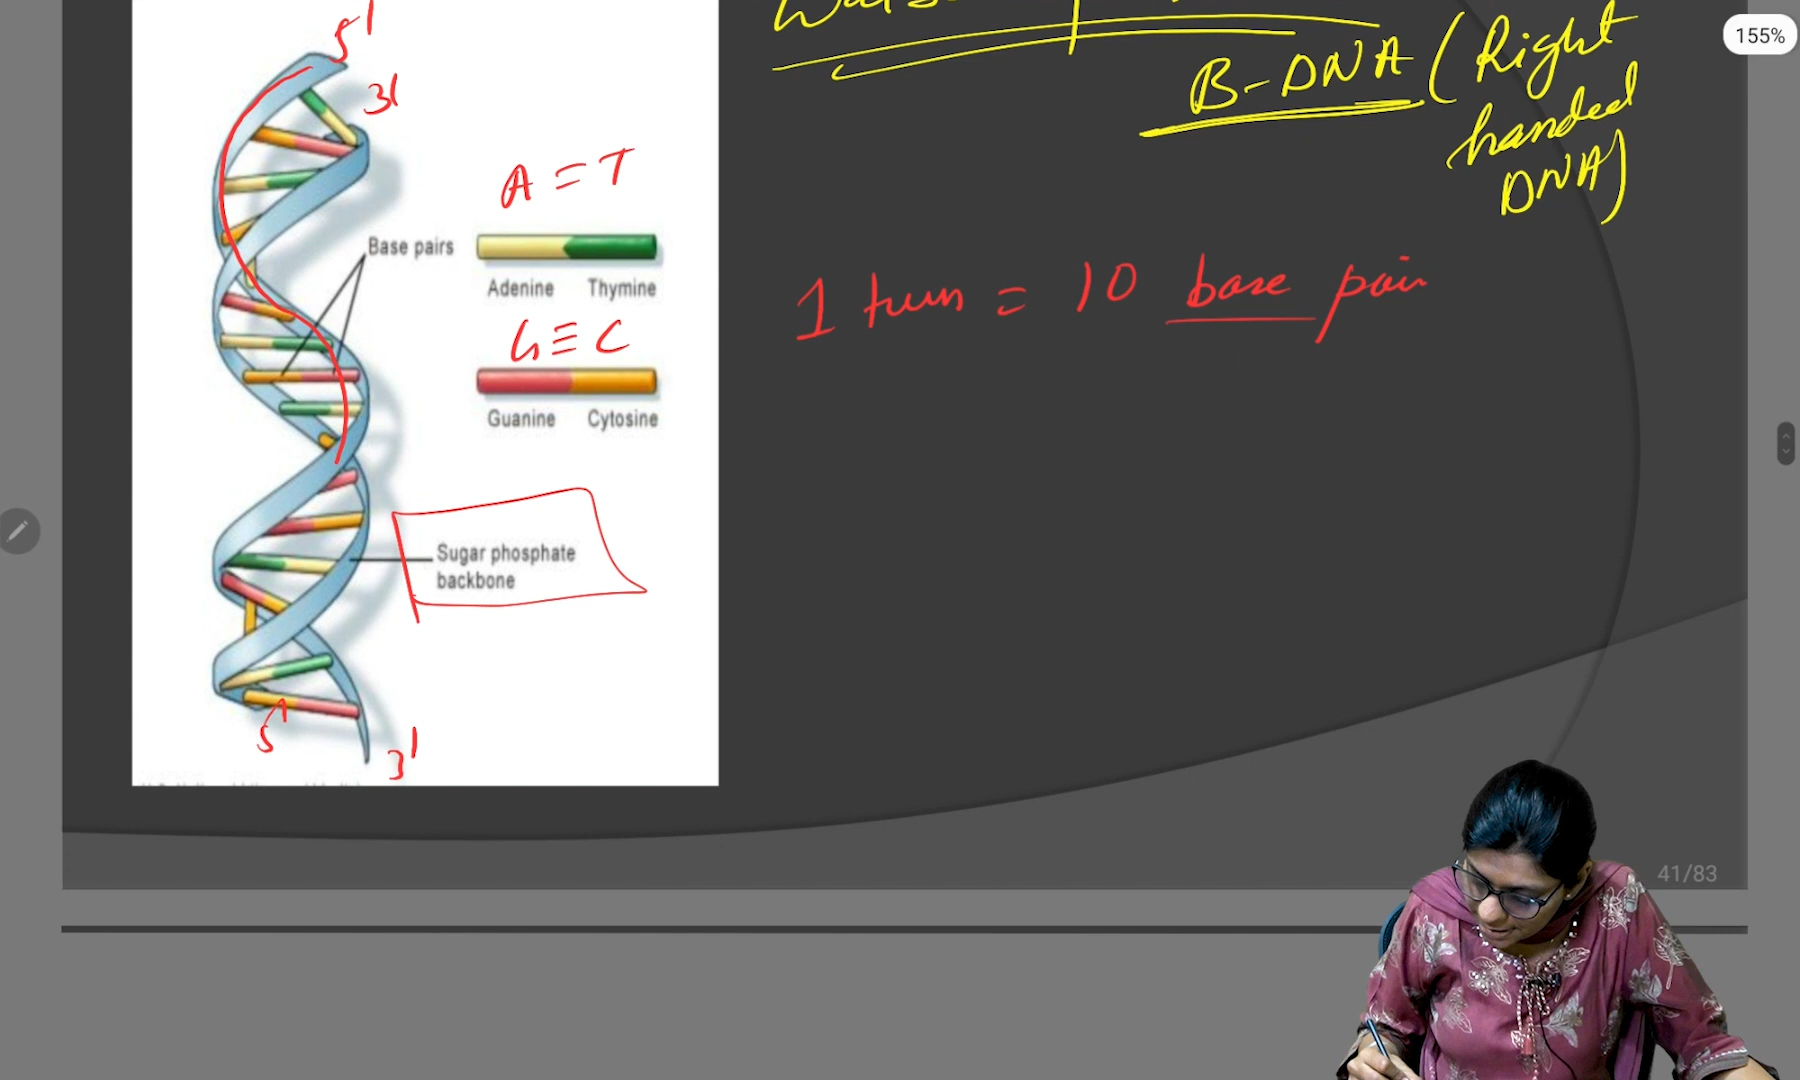 155%
B-DNA (Right
handed
DNA)
5'
3'
A = T
Base pairs
Adenine Thymine
1 turn = 10 base pair
G ≡ C
Guanine Cytosine
Sugar phosphate
backbone
5
3'
41/83